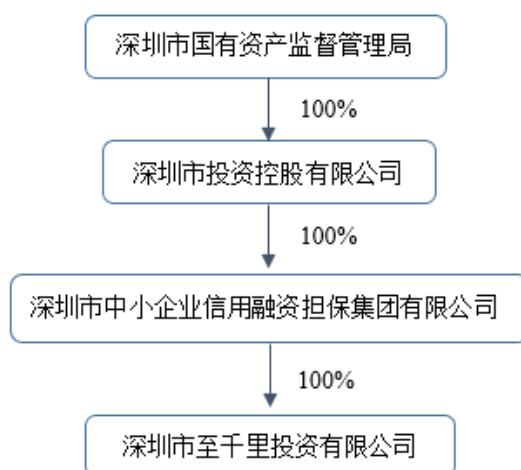 深圳市国有资产监督管理局
100%
深圳市投资控股有限公司
100%
深圳市中小企业信用融资担保集团有限公司
100%
深圳市至千里投资有限公司